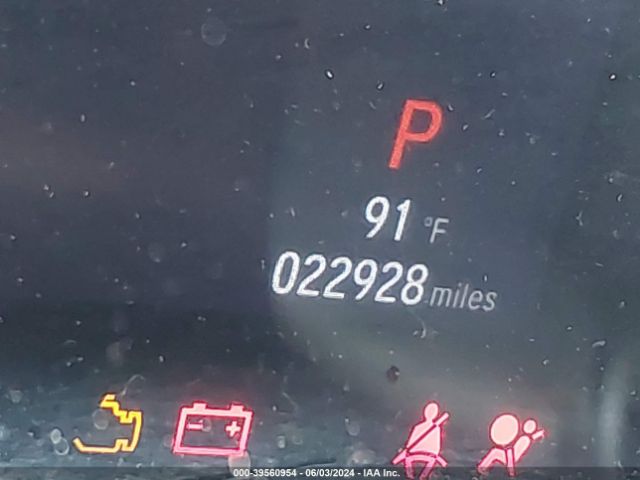 P
91 °F
022928 miles
000-39560954 - 06/03/2024 - IAA Inc.